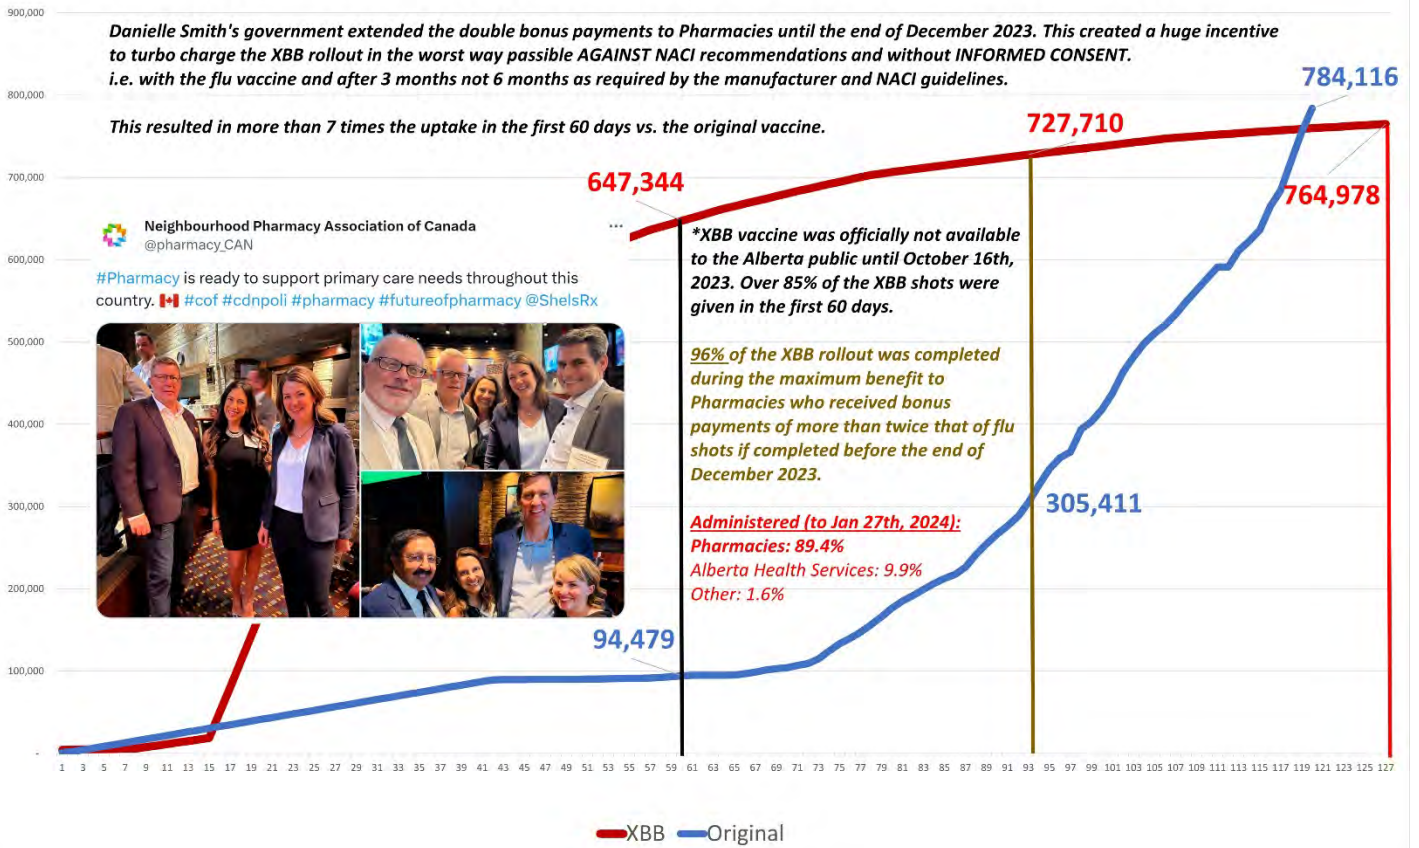 900,000
Danielle Smith's government extended the double bonus payments to Pharmacies until the end of December 2023. This created a huge incentive
to turbo charge the XBB rollout in the worst way passible AGAINST NACI recommendations and without INFORMED CONSENT.
i.e. with the flu vaccine and after 3 months not 6 months as required by the manufacturer and NACI guidelines.
800,000
784,116
This resulted in more than 7 times the uptake in the first 60 days vs. the original vaccine.
727,710
700,000
647,344
764,978
Neighbourhood Pharmacy Association of Canada
@pharmacy_CAN
...
#Pharmacy is ready to support primary care needs throughout this
country. 🇨🇦 #cof #cdnpoli #pharmacy #futureofpharmacy @ShelsRx
*XBB vaccine was officially not available
to the Alberta public until October 16th,
2023. Over 85% of the XBB shots were
given in the first 60 days.
600,000
500,000
96% of the XBB rollout was completed
during the maximum benefit to
Pharmacies who received bonus
payments of more than twice that of flu
shots if completed before the end of
December 2023.
400,000
300,000
305,411
Administered (to Jan 27th, 2024):
Pharmacies: 89.4%
Alberta Health Services: 9.9%
Other: 1.6%
200,000
94,479
100,000
-
1 3 5 7 9 11 13 15 17 19 21 23 25 27 29 31 33 35 37 39 41 43 45 47 49 51 53 55 57 59 61 63 65 67 69 71 73 75 77 79 81 83 85 87 89 91 93 95 97 99 101 103 105 107 109 111 113 115 117 119 121 123 125 127
XBB Original